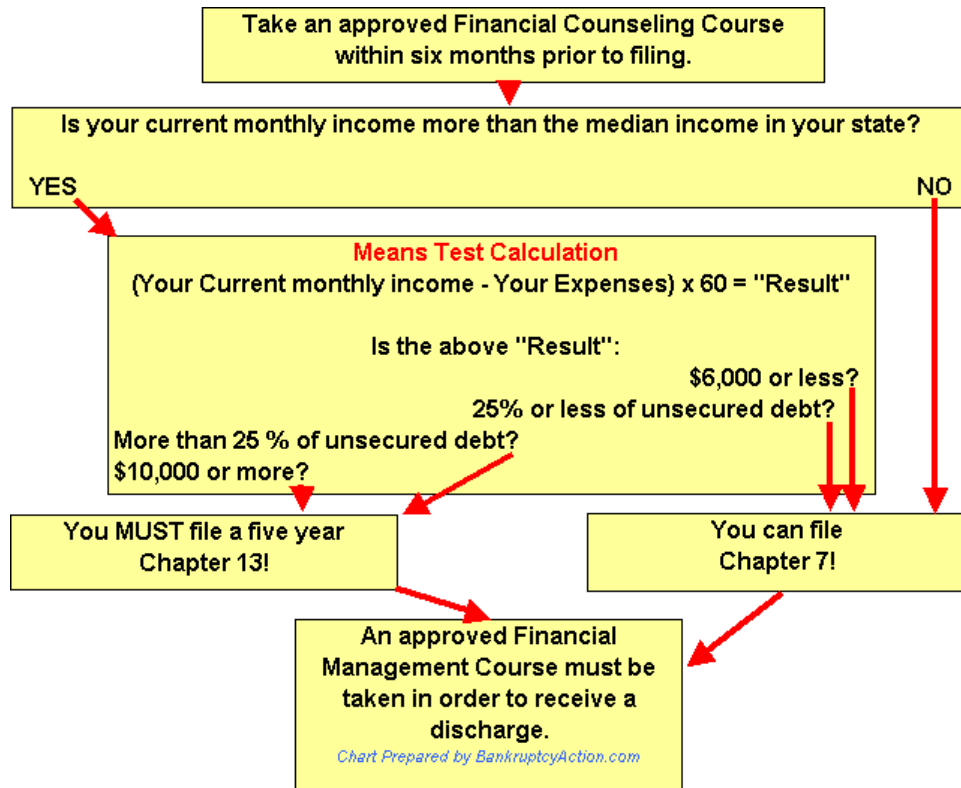 Take an approved Financial Counseling Course
within six months prior to filing.
Is your current monthly income more than the median income in your state?
YES
NO
Means Test Calculation
(Your Current monthly income - Your Expenses) x 60 = "Result"
Is the above "Result":
$6,000 or less?
25% or less of unsecured debt?
More than 25 % of unsecured debt?
$10,000 or more?
You MUST file a five year
Chapter 13!
You can file
Chapter 7!
An approved Financial
Management Course must be
taken in order to receive a
discharge.
Chart Prepared by BankruptcyAction.com